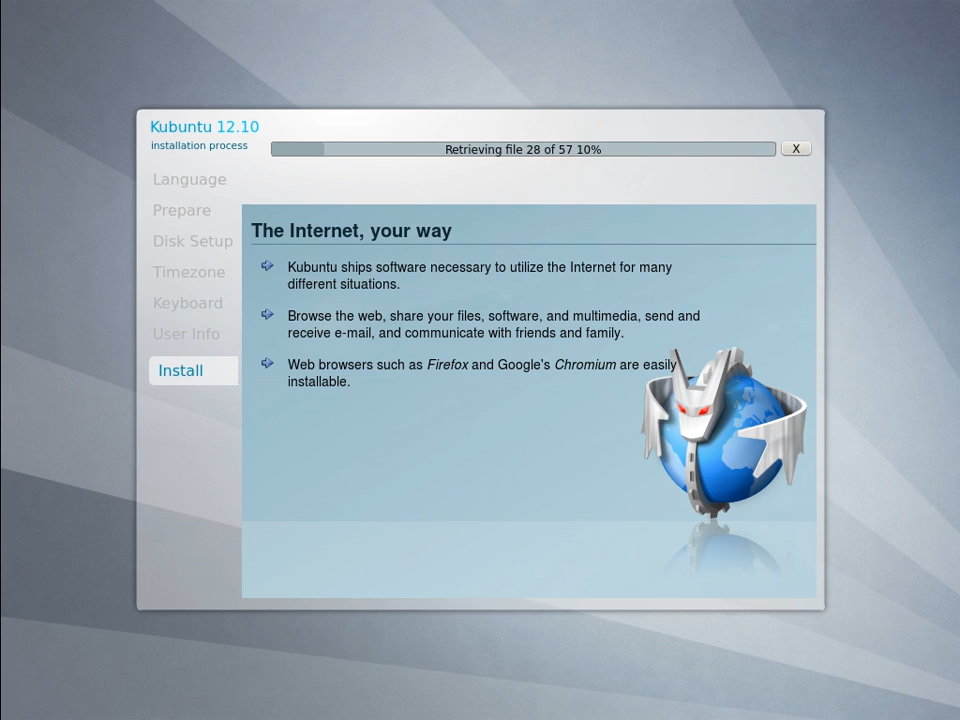 Kubuntu 12.10
installation process
Retrieving file 28 of 57 10%
X
Language
Prepare
Disk Setup
Timezone
Keyboard
User Info
Install
The Internet, your way
Kubuntu ships software necessary to utilize the Internet for many
different situations.
Browse the web, share your files, software, and multimedia, send and
receive e-mail, and communicate with friends and family.
Web browsers such as Firefox and Google's Chromium are easily
installable.